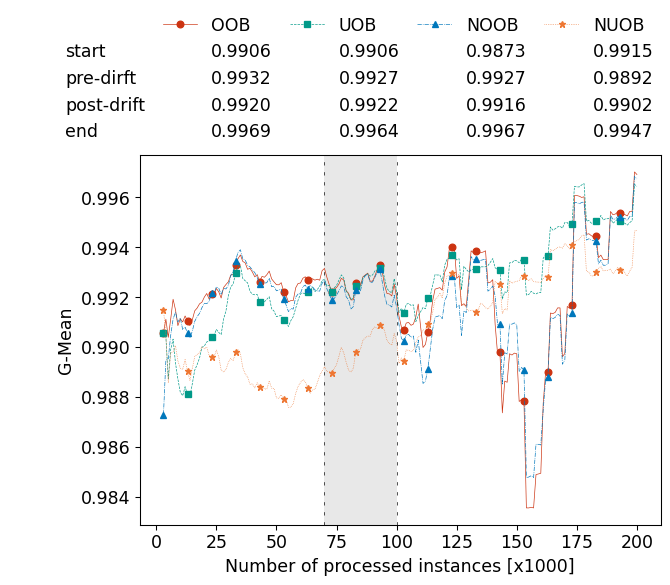 OOB UOB NOOB NUOB
start 0.9906 0.9906 0.9873 0.9915
pre-dirft 0.9932 0.9927 0.9927 0.9892
post-drift 0.9920 0.9922 0.9916 0.9902
end 0.9969 0.9964 0.9967 0.9947
0.996
0.994
0.992
0.990
0.988
0.986
0.984
G-Mean
0 25 50 75 100 125 150 175 200
Number of processed instances [x1000]